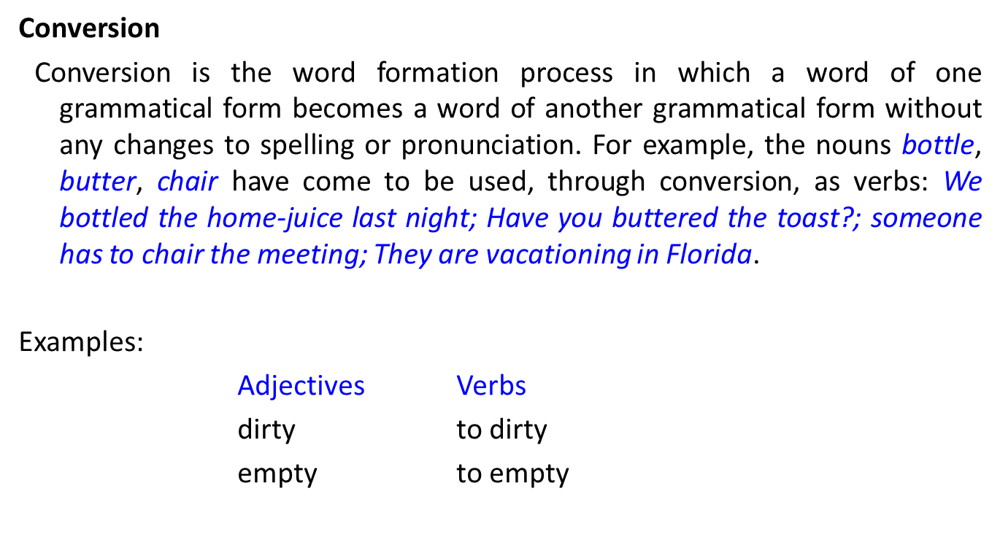 Conversion
Conversion is the word formation process in which a word of one
grammatical form becomes a word of another grammatical form without
any changes to spelling or pronunciation. For example, the nouns bottle,
butter, chair have come to be used, through conversion, as verbs: We
bottled the home-juice last night; Have you buttered the toast?; someone
has to chair the meeting; They are vacationing in Florida.
Examples:
Adjectives Verbs
dirty to dirty
empty to empty